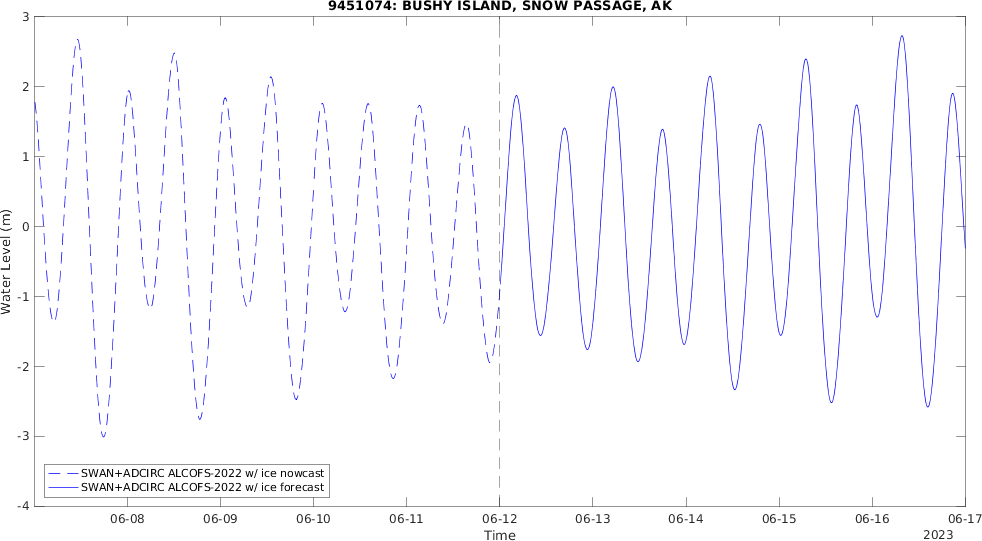 9451074: BUSHY ISLAND, SNOW PASSAGE, AK
3
2
1
0
-1
-2
-3
-4
Water Level (m)
SWAN+ADCIRC ALCOFS-2022 w/ ice nowcast
SWAN+ADCIRC ALCOFS-2022 w/ ice forecast
06-08 06-09 06-10 06-11 06-12 06-13 06-14 06-15 06-16 06-17
Time
2023